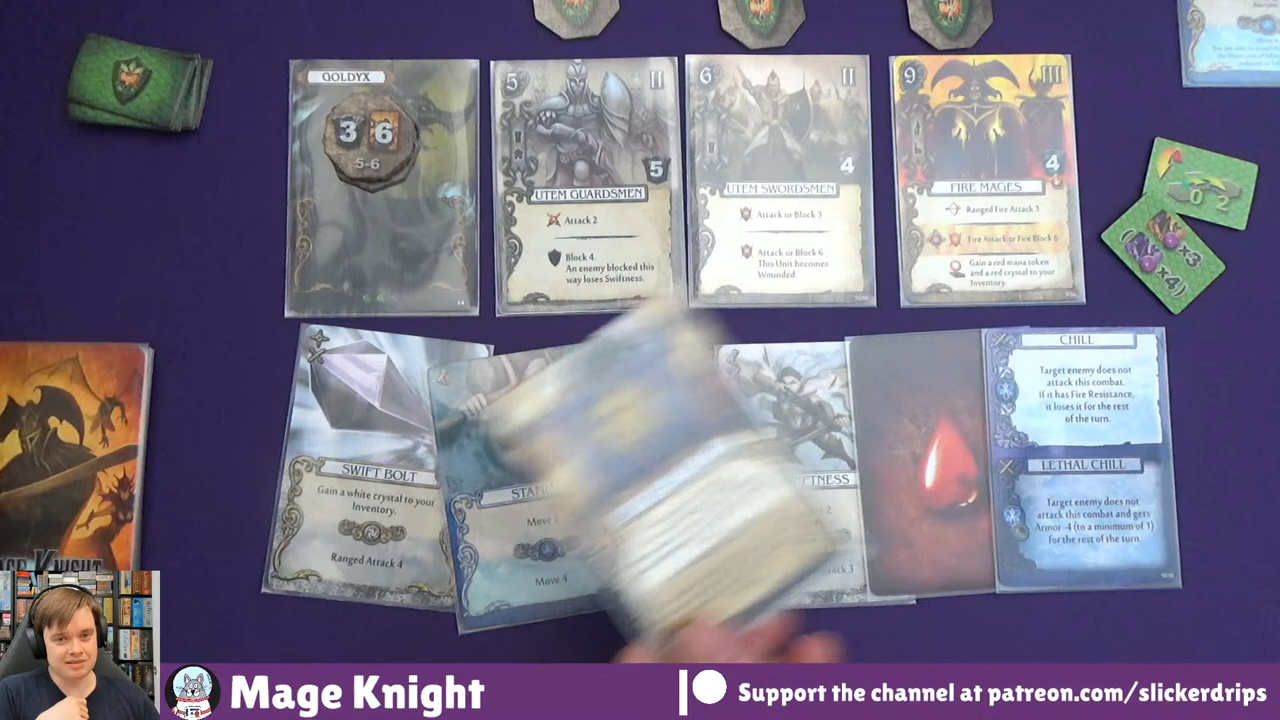 GOLDYX
3 6
5-6
5
II
5
UTEM GUARDSMEN
Attack 2
Block 4.
An enemy blocked this
way loses Swiftness.
6
II
4
UTEM SWORDSMEN
Attack or Block 3
Attack or Block 6
This Unit becomes
Wounded
9
III
4
FIRE MAGES
Ranged Fire Attack 3
Fire Attack or Fire Block 6
Gain a red mana token
and a red crystal to your
Inventory.
0 2
x3
x4)
SWIFT BOLT
Gain a white crystal to your
Inventory.
Ranged Attack 4
Move
Move 4
2
3
CHILL
Target enemy does not
attack this combat.
If it has Fire Resistance,
it loses it for the rest
of the turn.
LETHAL CHILL
Target enemy does not
attack this combat and gets
Armor -4 (to a minimum of 1)
for the rest of the turn.
KNIGHT
Mage Knight
Support the channel at patreon.com/slickerdrips